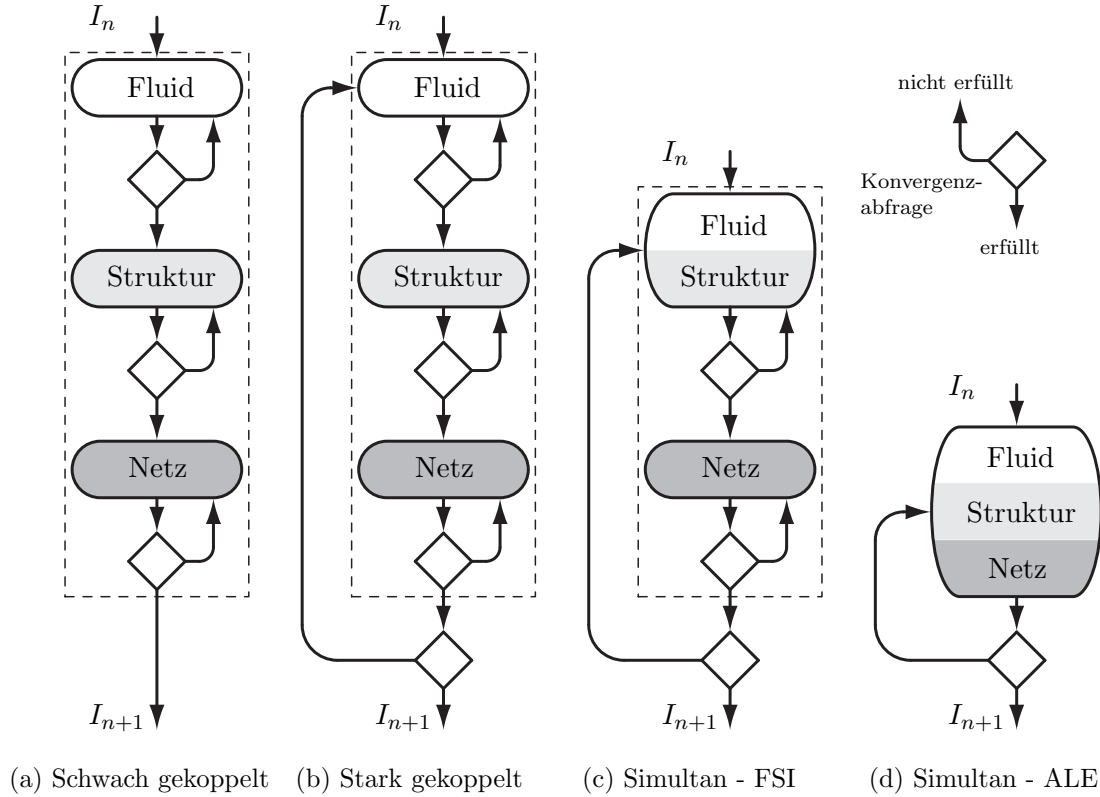 I_n
Fluid
Struktur
Netz
I_{n+1}
(a) Schwach gekoppelt
I_n
Fluid
Struktur
Netz
I_{n+1}
(b) Stark gekoppelt
I_n
Fluid
Struktur
Netz
I_{n+1}
(c) Simultan - FSI
nicht erfüllt
Konvergenz-
abfrage
erfüllt
I_n
Fluid
Struktur
Netz
I_{n+1}
(d) Simultan - ALE